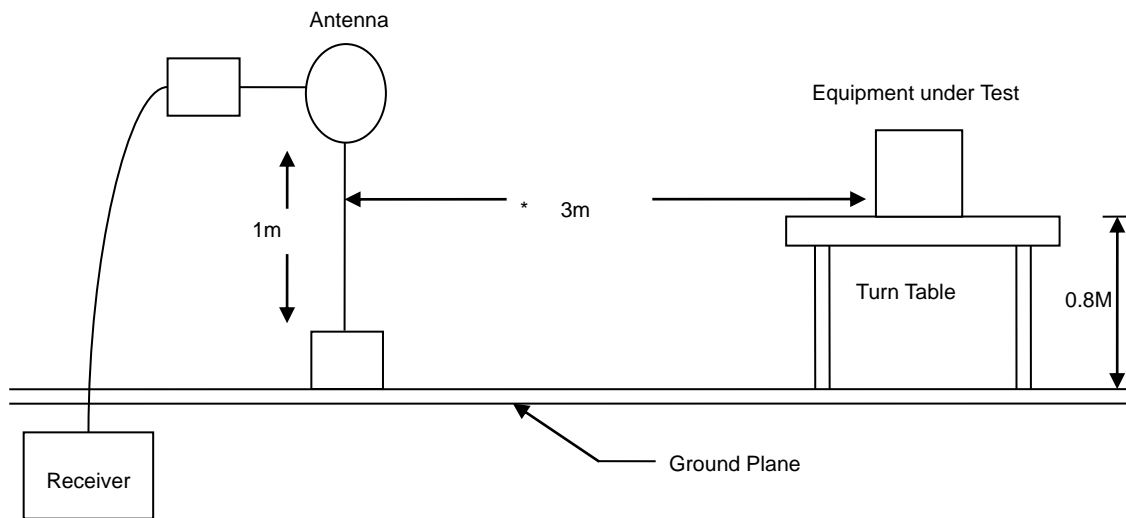 Antenna
Equipment under Test
* 3m
1m
Turn Table
0.8M
Ground Plane
Receiver